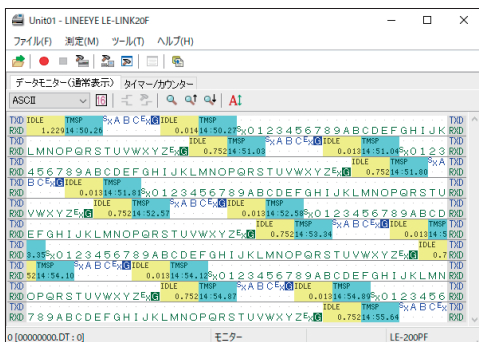 Unit01 - LINEEYE LE-LINK20F
ファイル(F) 測定(M) ツール(T) ヘルプ(H)
データモニター(通常表示) タイマー/カウンター
ASCII 16
TXD IDLE TMSP SxABCExG IDLE TMSP TXD
RXD 1.229 14:50.26 0.014 14:50.27 Sx0123456789ABCDEFGHIJK RXD
TXD IDLE TMSP SxABCExG IDLE TMSP TXD
RXD LMNOPQRSTUVWXYZExG 0.752 14:51.03 0.013 14:51.04 Sx0123 RXD
TXD IDLE TMSP SxA TXD
RXD 456789ABCDEFGHIJKLMNOPQRSTUVWXYZExG 0.752 14:51.80 RXD
TXD BCExG IDLE TMSP TXD
RXD 0.013 14:51.81 Sx0123456789ABCDEFGHIJKLMNOPQRSTU RXD
TXD IDLE TMSP SxABCExG IDLE TMSP TXD
RXD VWXYZExG 0.752 14:52.57 0.013 14:52.58 Sx0123456789ABCD RXD
TXD IDLE TMSP SxABCExG IDLE TMSP TXD
RXD EFGHIJKLMNOPQRSTUVWXYZExG 0.752 14:53.34 0.013 14:5 RXD
TXD IDLE TXD
RXD 3.35 Sx0123456789ABCDEFGHIJKLMNOPQRSTUVWXYZExG 0.7 RXD
TXD TMSP SxABCExG IDLE TMSP TXD
RXD 52 14:54.10 0.013 14:54.12 Sx0123456789ABCDEFGHIJKLMN RXD
TXD IDLE TMSP SxABCExG IDLE TMSP TXD
RXD OPQRSTUVWXYZExG 0.752 14:54.87 0.013 14:54.89 Sx0123456 RXD
TXD IDLE TMSP TXD
RXD 789ABCDEFGHIJKLMNOPQRSTUVWXYZExG 0.752 14:55.64 RXD
0 [00000000.DT : 0] モニター LE-200PF